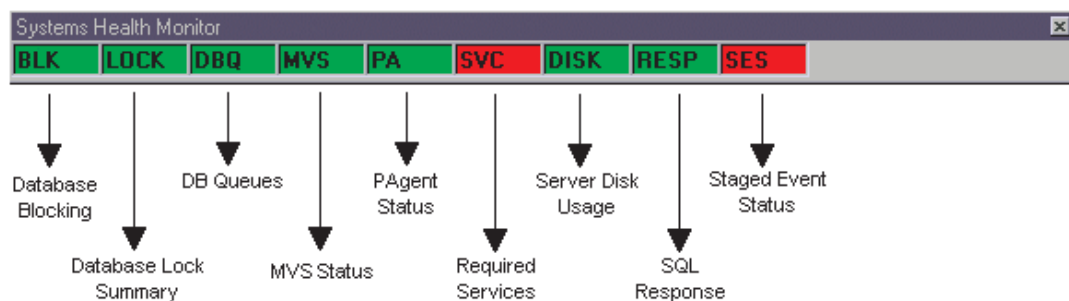 Systems Health Monitor
BLK LOCK DBQ MVS PA SVC DISK RESP SES
Database
Blocking
DB Queues
PAgent
Status
Server Disk
Usage
Staged Event
Status
Database Lock
Summary
MVS Status
Required
Services
SQL
Response